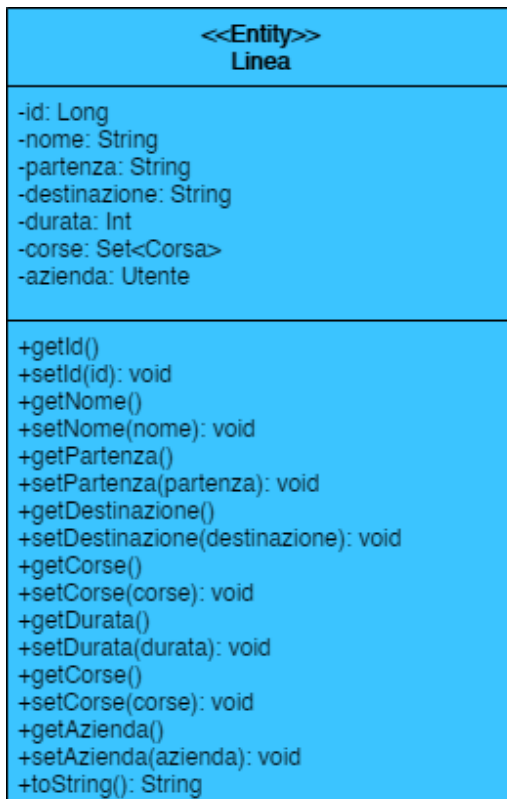 <<Entity>>
Linea
-id: Long
-nome: String
-partenza: String
-destinazione: String
-durata: Int
-corse: Set<Corsa>
-azienda: Utente
+getId()
+setId(id): void
+getNome()
+setNome(nome): void
+getPartenza()
+setPartenza(partenza): void
+getDestinazione()
+setDestinazione(destinazione): void
+getCorse()
+setCorse(corse): void
+getDurata()
+setDurata(durata): void
+getCorse()
+setCorse(corse): void
+getAzienda()
+setAzienda(azienda): void
+toString(): String